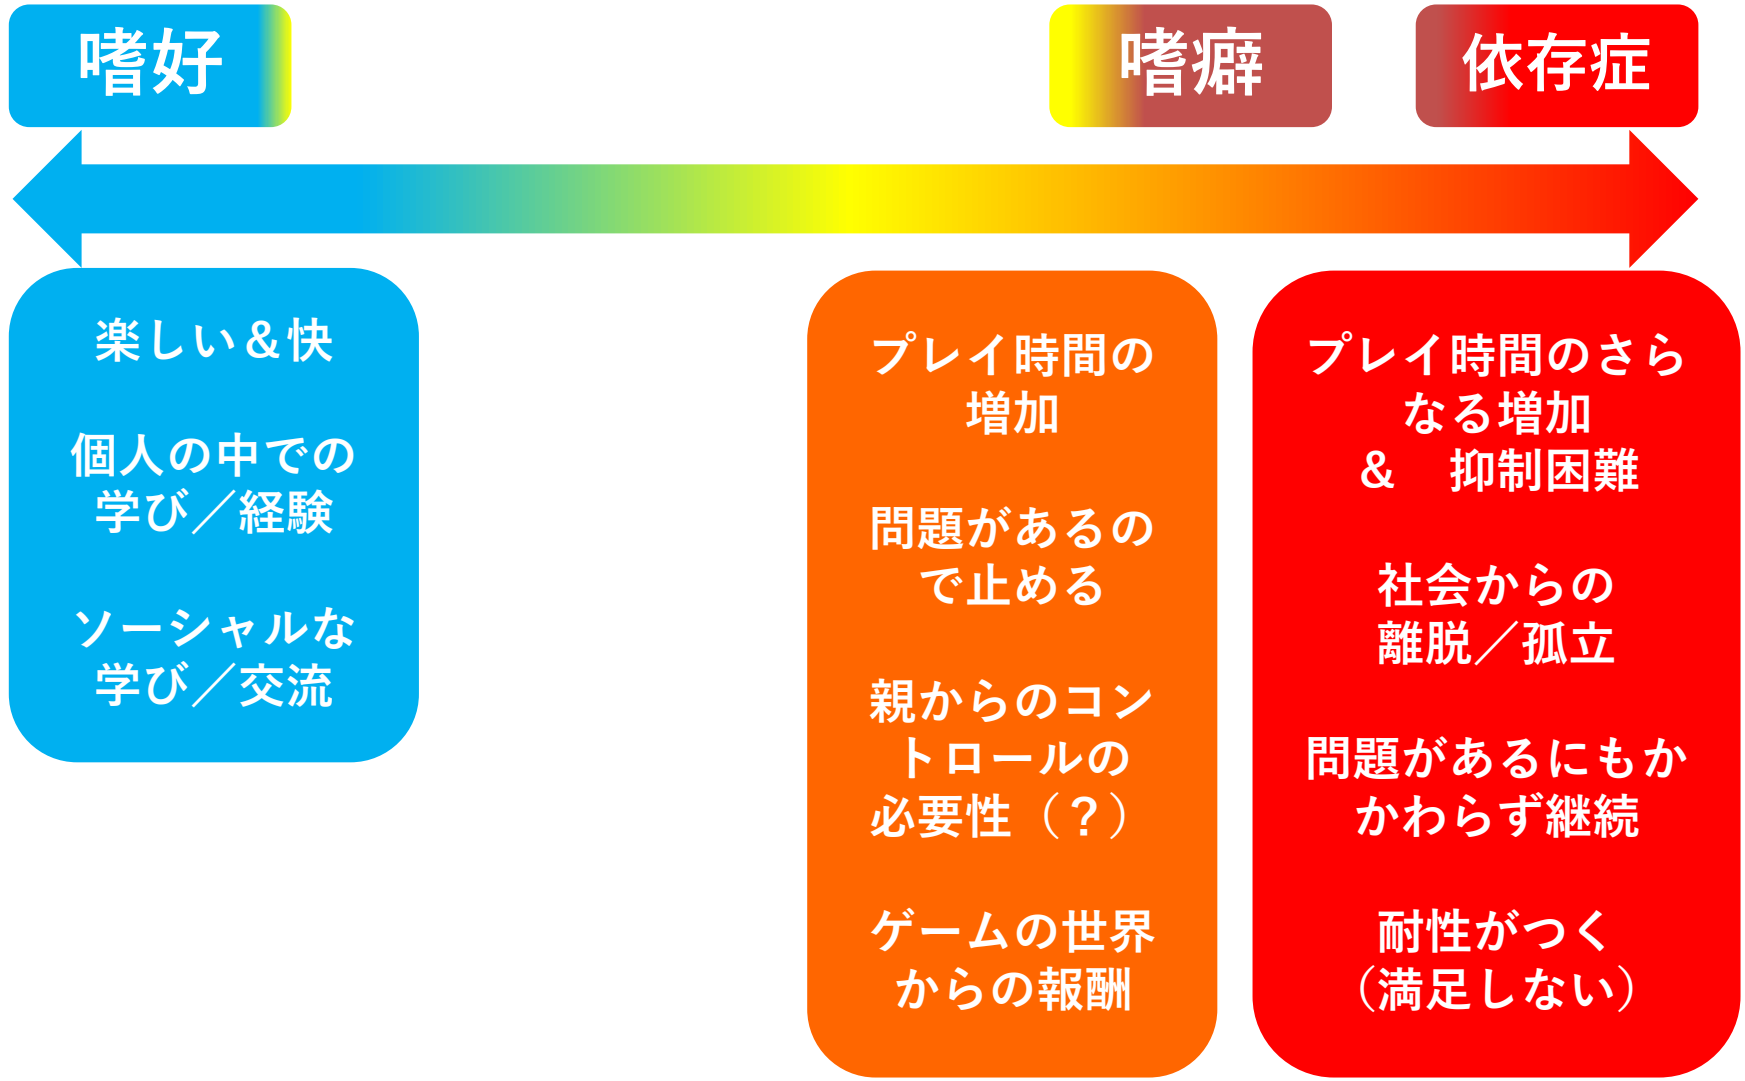 嗜好
嗜癖
依存症
楽しい＆快
個人の中での
学び／経験
ソーシャルな
学び／交流
プレイ時間の
増加
問題があるの
で止める
親からのコン
トロールの
必要性（？）
ゲームの世界
からの報酬
プレイ時間のさら
なる増加
＆　抑制困難
社会からの
離脱／孤立
問題があるにもか
かわらず継続
耐性がつく
（満足しない）